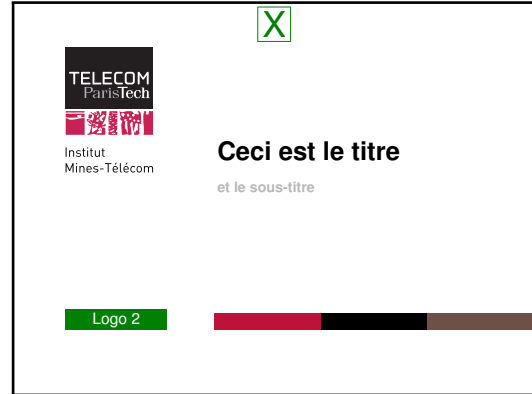 X
TELECOM
ParisTech
Institut
Mines-Télécom
Ceci est le titre
et le sous-titre
Logo 2